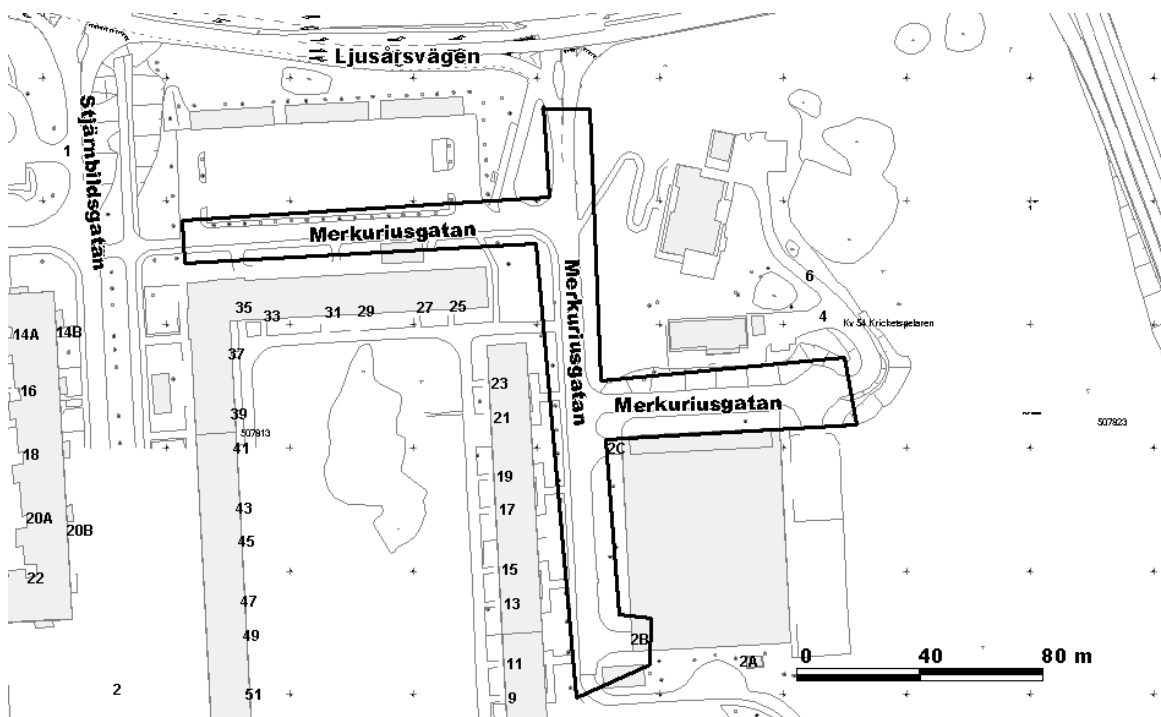 Ljusårsvägen
Stjärnbildsgatan
1
Merkuriusgatan
Merkuriusgatan
6
4
Kv 54 Kricketspelaren
35
33
31
29
27
25
14A
14B
37
16
23
Merkuriusgatan
39
21
507813
507823
41
2C
18
19
43
17
20A
20B
45
15
22
47
13
49
2B
2A
11
0 40 80 m
2
51
9